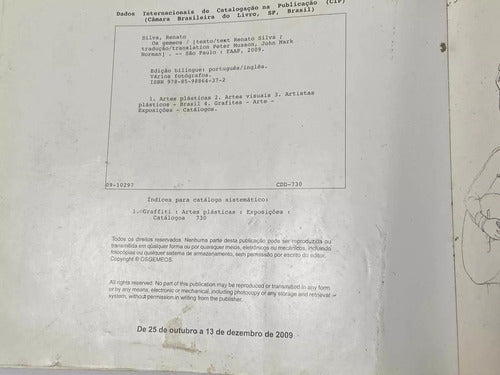 Dados Internacionais de Catalogação na Publicação (CIP)
(Câmara Brasileira do Livro, SP, Brasil)
Silva, Renato
Os gemeos / [texto/text Renato Silva ;
tradução/translation Peter Musson, John Mark
Norman] . -- São Paulo : FAAP, 2009.
Edição bilíngue: português/inglês.
Vários fotógrafos.
ISBN 978-85-98864-37-2
1. Artes plásticas 2. Artes visuais 3. Artistas
plásticos - Brasil 4. Grafites - Arte -
Exposições - Catálogos.
09-10297 CDD-730
Índices para catálogo sistemático:
1. Graffiti : Artes plásticas : Exposições :
Catálogos 730
Todos os direitos reservados. Nenhuma parte desta publicação pode ser reproduzida ou
transmitida em qualquer forma ou por quaisquer meios, eletrônicos ou mecânicos, incluindo
fotocópias ou qualquer sistema de armazenamento, sem permissão por escrito do editor.
Copyright © OSGEMEOS.
All rights reserved. No part of this publication may be reproduced or transmitted in any form
or by any means, electronic or mechanical, including photocopy or any storage and retrieval
system, without permission in writing from the publisher.
De 25 de outubro a 13 de dezembro de 2009